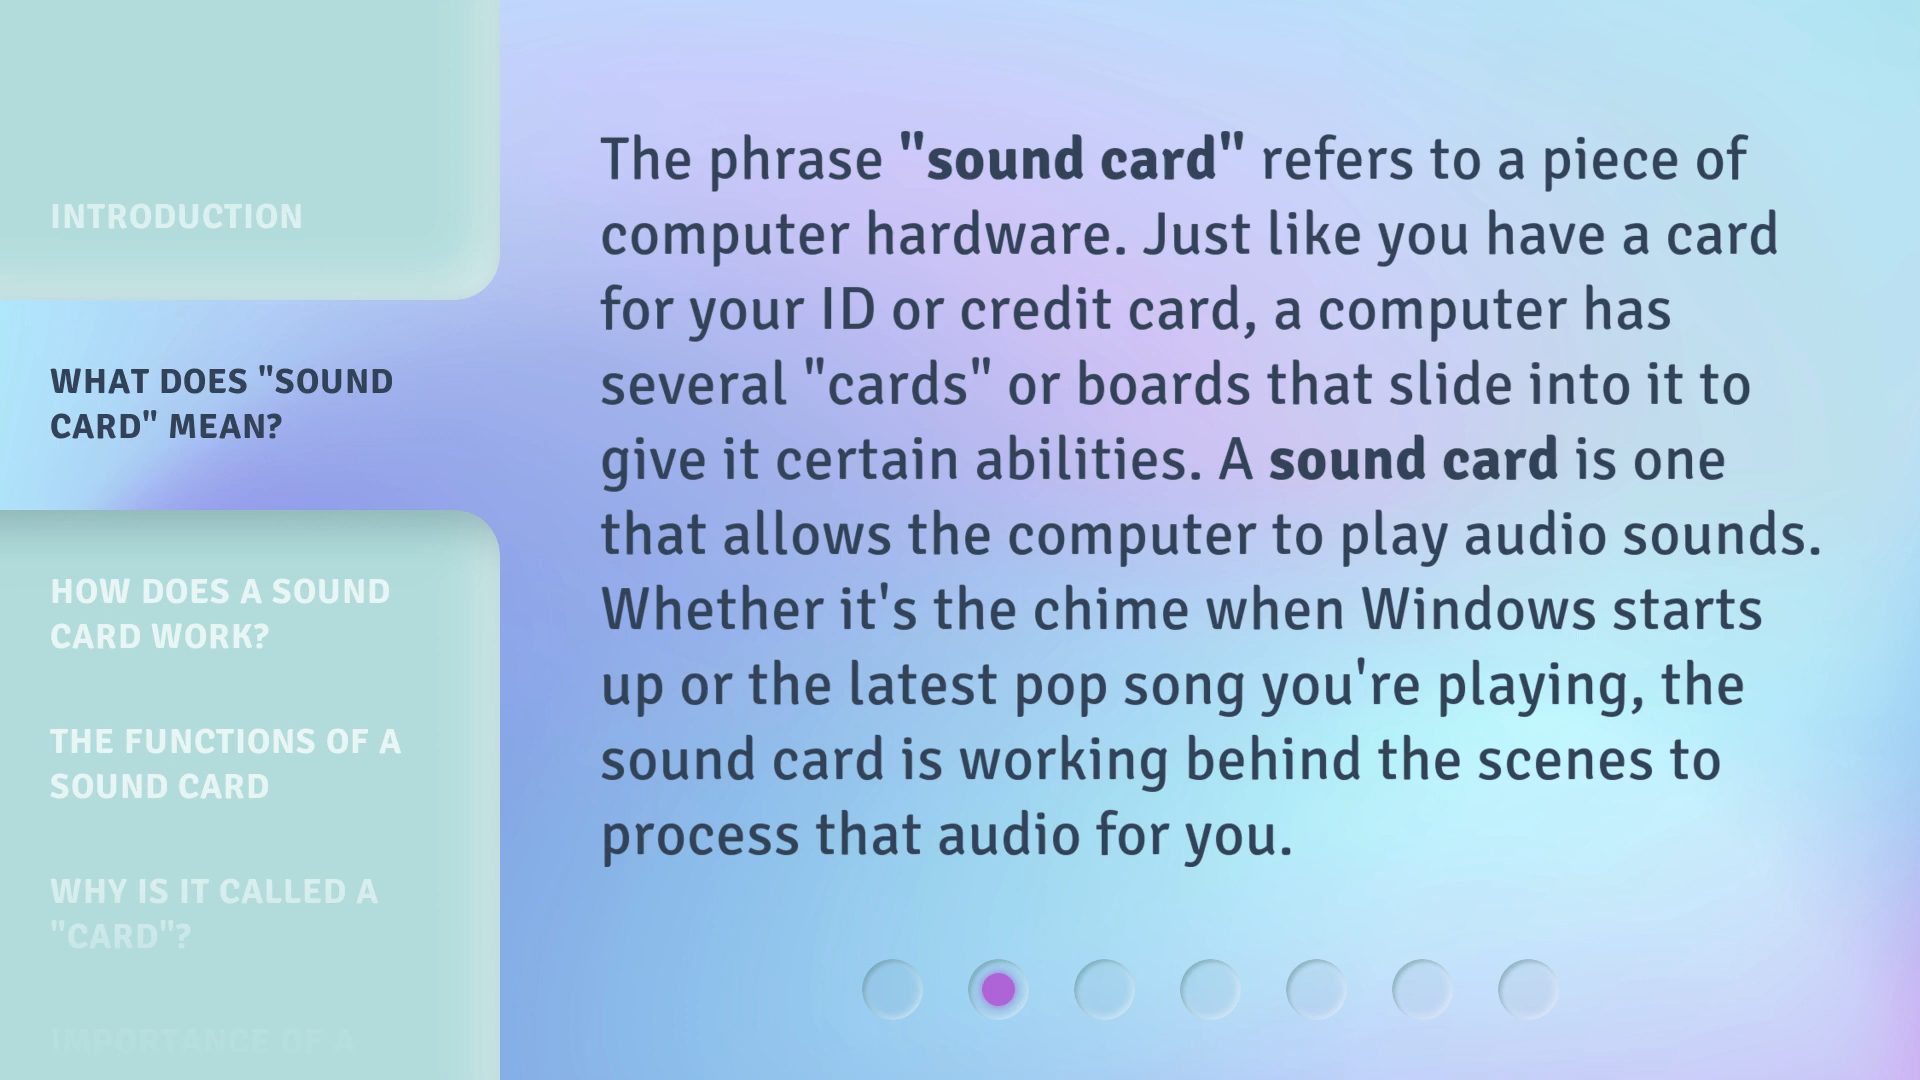 INTRODUCTION
WHAT DOES "SOUND
CARD" MEAN?
HOW DOES A SOUND
CARD WORK?
THE FUNCTIONS OF A
SOUND CARD
WHY IS IT CALLED A
"CARD"?
IMPORTANCE OF A
The phrase "sound card" refers to a piece of
computer hardware. Just like you have a card
for your ID or credit card, a computer has
several "cards" or boards that slide into it to
give it certain abilities. A sound card is one
that allows the computer to play audio sounds.
Whether it's the chime when Windows starts
up or the latest pop song you're playing, the
sound card is working behind the scenes to
process that audio for you.